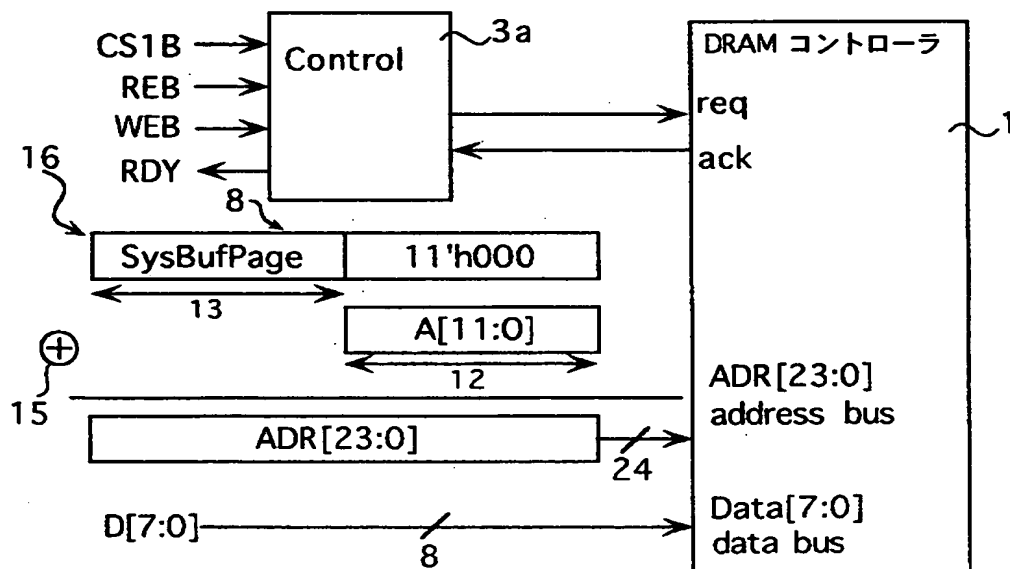 CS1B
REB
WEB
RDY
Control
3a
DRAM コントローラ
req
ack
1
16
8
SysBufPage
11'h000
13
A[11:0]
12
15
ADR[23:0]
24
ADR[23:0]
address bus
D[7:0]
8
Data[7:0]
data bus